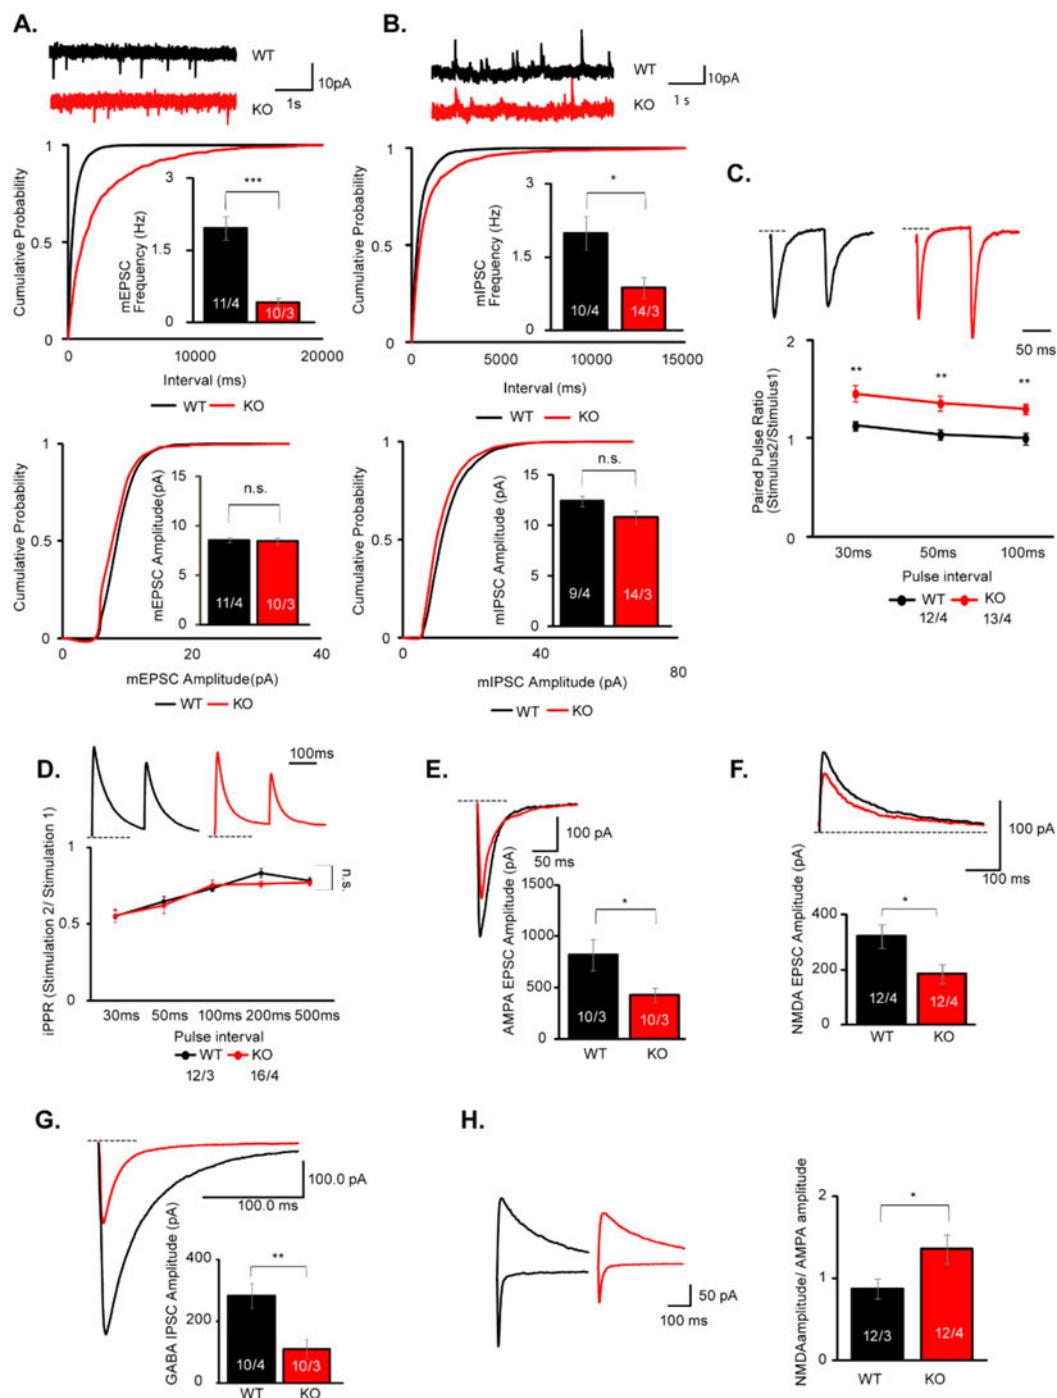 A.
WT
KO
10pA
1s
Cumulative Probability
1
0.5
0
0
10000
20000
Interval (ms)
WT
KO
mEPSC
Frequency (Hz)
3
1.5
0
***
11/4
10/3
Cumulative Probability
1
0.5
0
0
20
40
mEPSC Amplitude(pA)
WT
KO
mEPSC Amplitude(pA)
15
10
5
0
n.s.
11/4
10/3
B.
WT
KO
10pA
1 s
Cumulative Probability
1
0.5
0
0
5000
10000
15000
Interval (ms)
WT
KO
mIPSC
Frequency (Hz)
3
1.5
0
*
10/4
14/3
Cumulative Probability
1
0.5
0
0
40
80
mIPSC Amplitude (pA)
WT
KO
mIPSC Amplitude (pA)
15
10
5
0
n.s.
9/4
14/3
C.
50 ms
Paired Pulse Ratio
(Stimulus2/Stimulus1)
2
1
0
**
**
**
30ms
50ms
100ms
Pulse interval
WT
KO
12/4
13/4
D.
100ms
iPPR (Stimulation 2/ Stimulation 1)
1
0.5
0
n.s.
30ms
50ms
100ms
200ms
500ms
Pulse interval
WT
KO
12/3
16/4
E.
100 pA
50 ms
AMPA EPSC Amplitude (pA)
1500
1000
500
0
*
10/3
10/3
WT
KO
F.
100 pA
100 ms
NMDA EPSC Amplitude (pA)
400
200
0
*
12/4
12/4
WT
KO
G.
100.0 pA
100.0 ms
GABA IPSC Amplitude (pA)
400
200
0
**
10/4
10/3
WT
KO
H.
50 pA
100 ms
NMDAamplitude/ AMPA amplitude
2
1
0
*
12/3
12/4
WT
KO